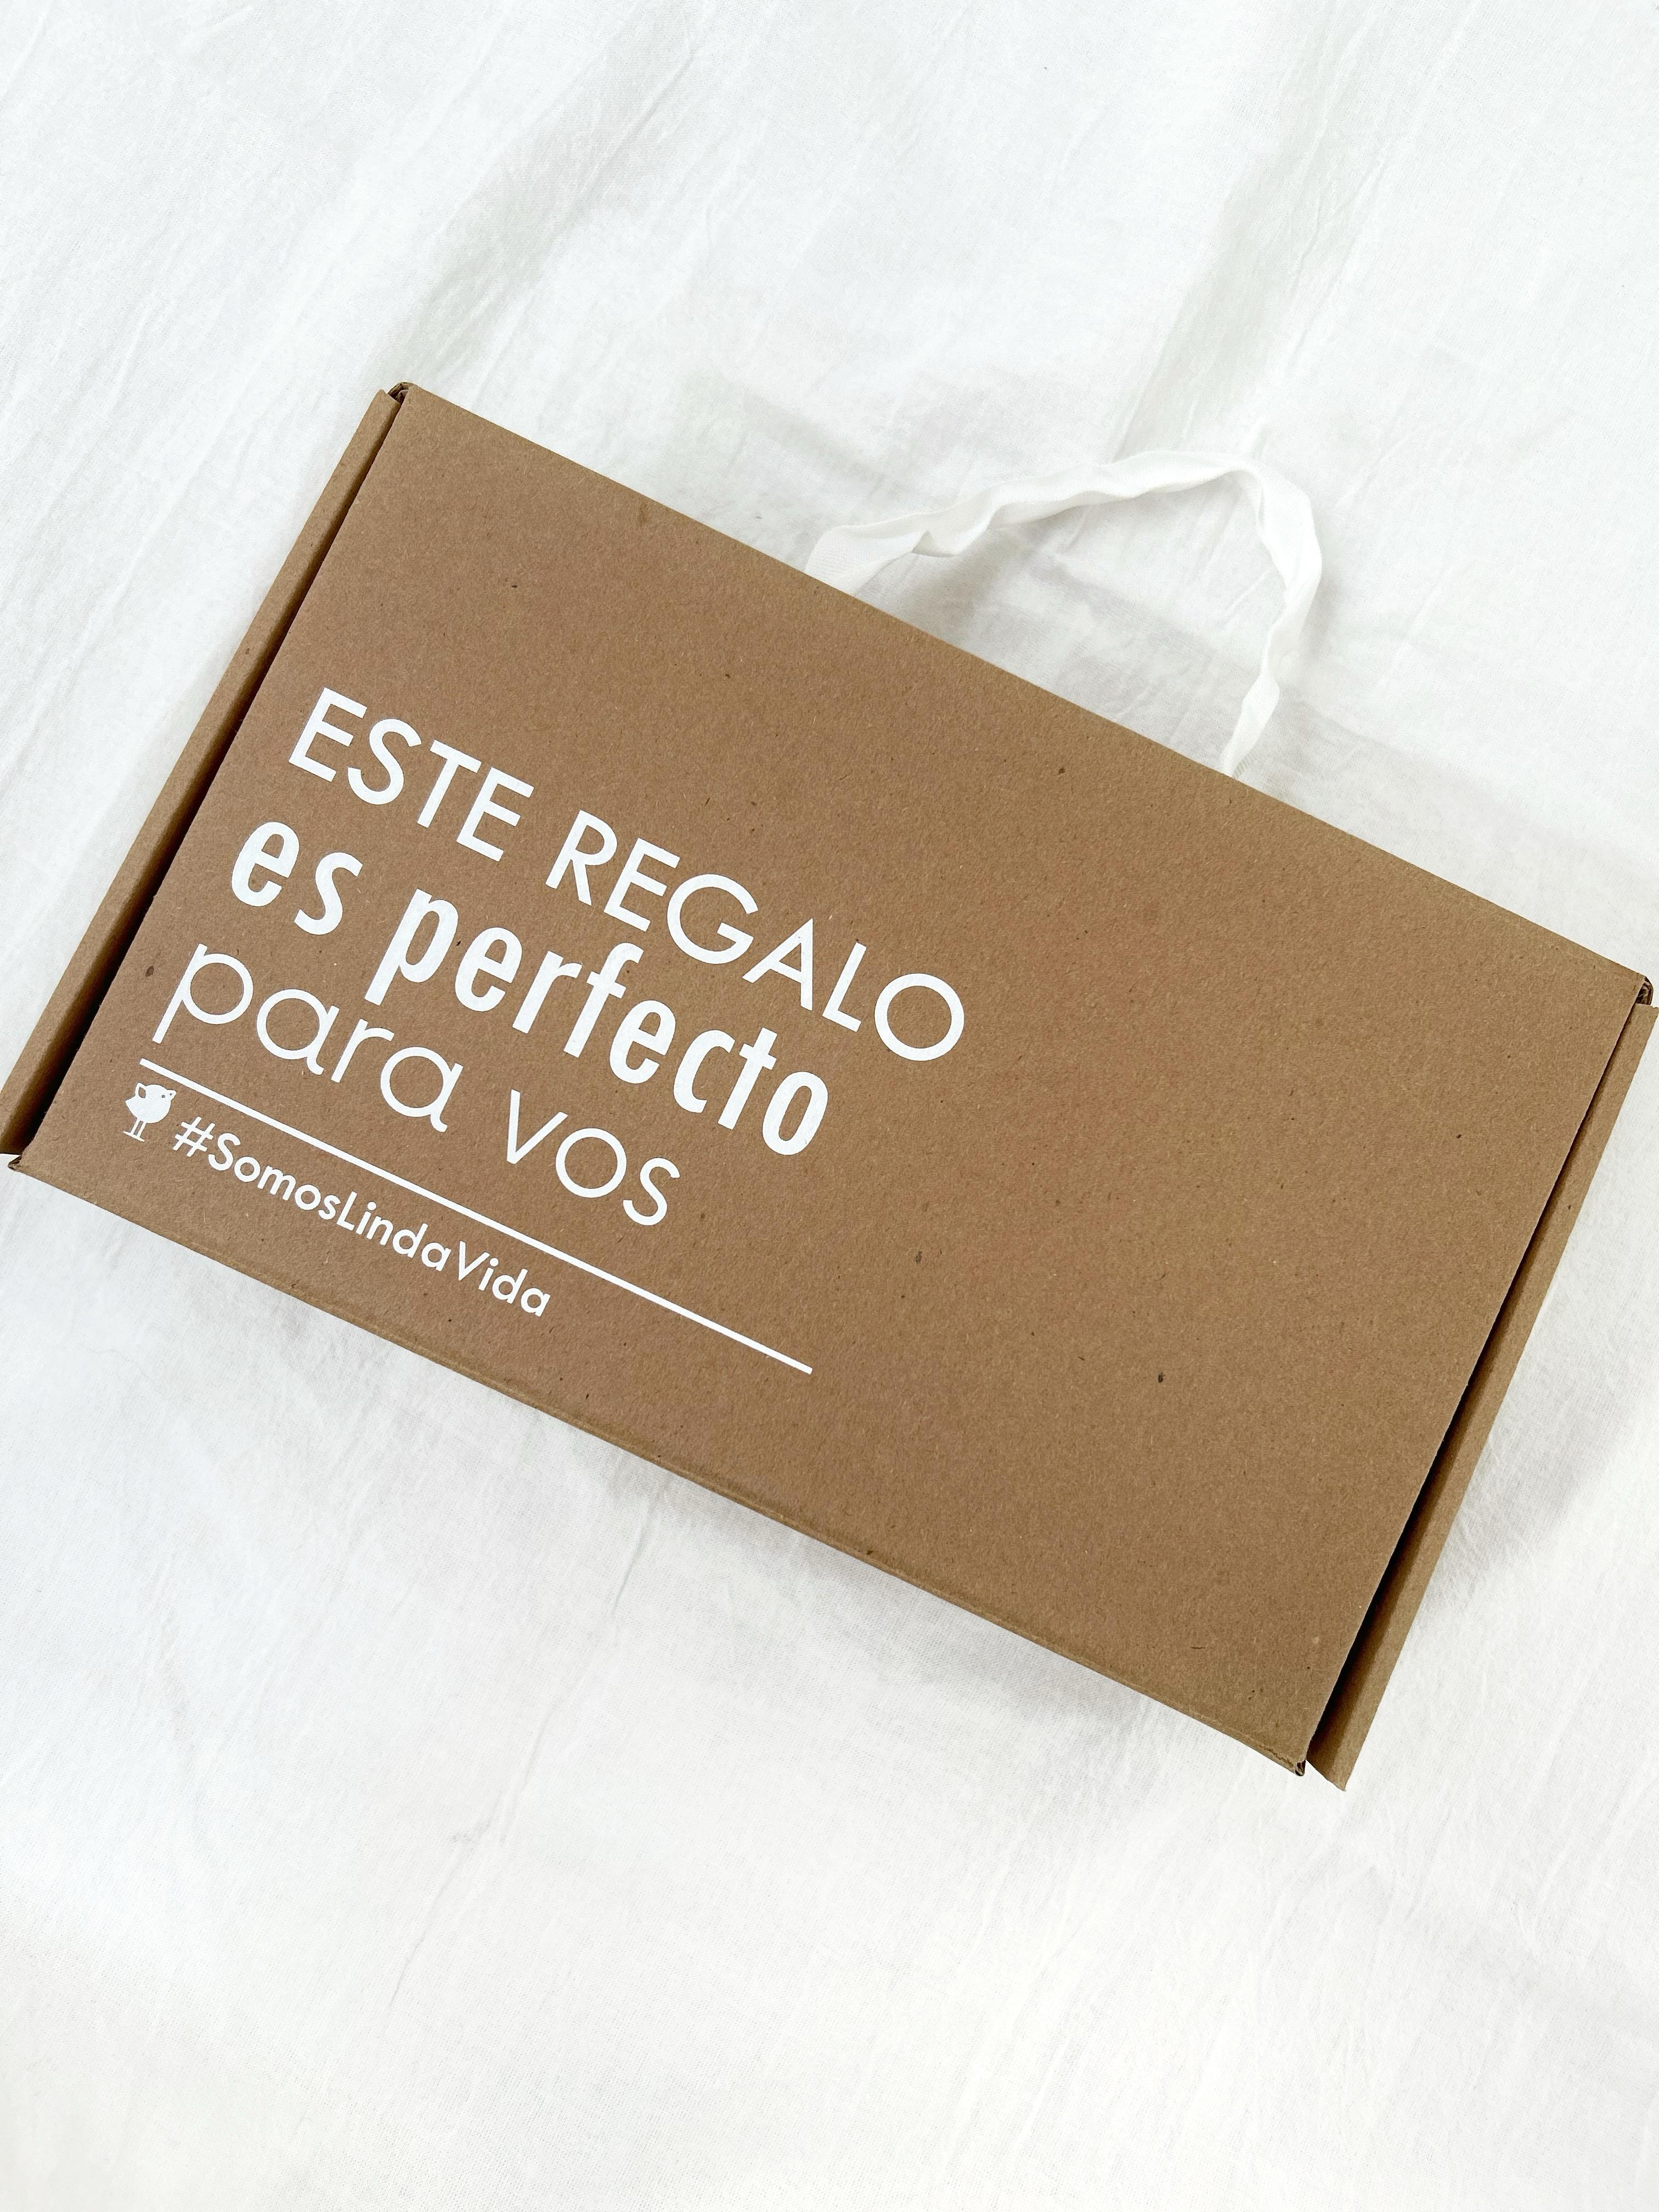 ESTE REGALO
es perfecto
para vos
#SomosLindaVida